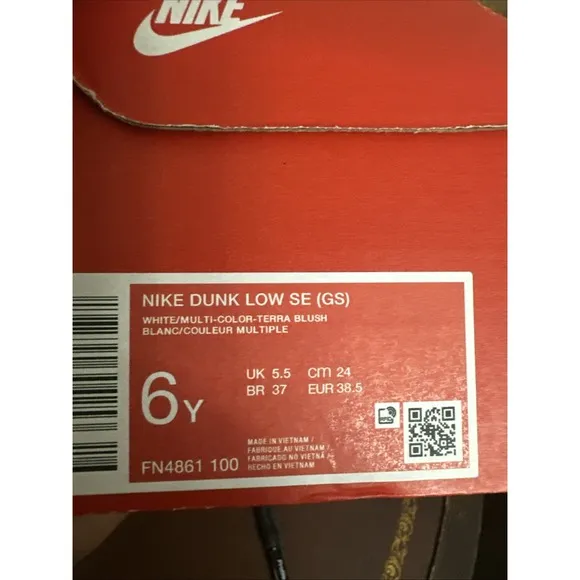 NIKE
NIKE DUNK LOW SE (GS)
WHITE/MULTI-COLOR-TERRA BLUSH
BLANC/COULEUR MULTIPLE
6Y
UK 5.5 cm 24
BR 37 EUR 38.5
MADE IN VIETNAM /
FABRIQUE AU VIETNAM /
FABRICADO NO VIETNÃ /
HECHO EN VIETNAM
FN4861 100